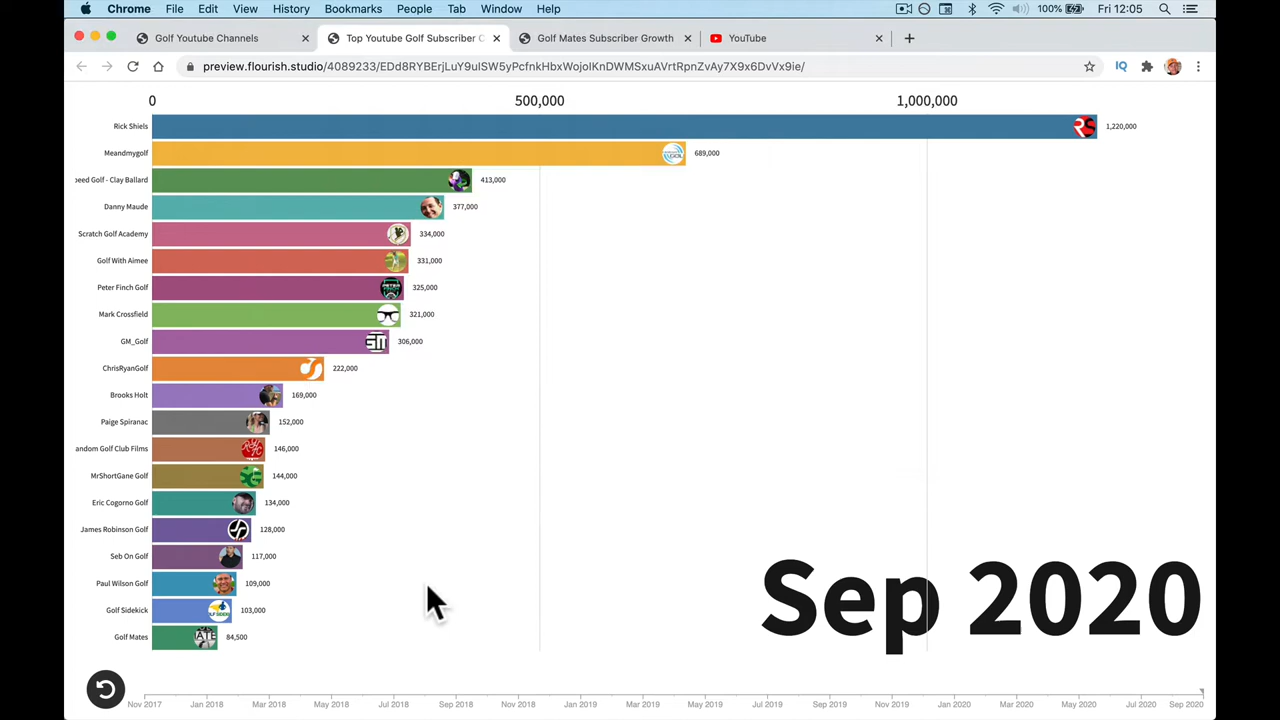 Chrome File Edit View History Bookmarks People Tab Window Help 100% Fri 12:05
Golf Youtube Channels Top Youtube Golf Subscriber C Golf Mates Subscriber Growth YouTube
preview.flourish.studio/4089233/
0 500,000 1,000,000
Rick Shiels 1,220,000
Meandmygolf 689,000
peed Golf - Clay Ballard 413,000
Danny Maude 377,000
Scratch Golf Academy 334,000
Golf With Aimee 331,000
Peter Finch Golf 325,000
Mark Crossfield 321,000
GM_Golf 306,000
ChrisRyanGolf 222,000
Brooks Holt 169,000
Paige Spiranac 152,000
andom Golf Club Films 146,000
MrShortGane Golf 144,000
Eric Cogorno Golf 134,000
James Robinson Golf 128,000
Seb On Golf 117,000
Paul Wilson Golf 109,000
Golf Sidekick 103,000
Golf Mates 84,500
Sep 2020
Nov 2017 Jan 2018 Mar 2018 May 2018 Jul 2018 Sep 2018 Nov 2018 Jan 2019 Mar 2019 May 2019 Jul 2019 Sep 2019 Nov 2019 Jan 2020 Mar 2020 May 2020 Jul 2020 Sep 2020